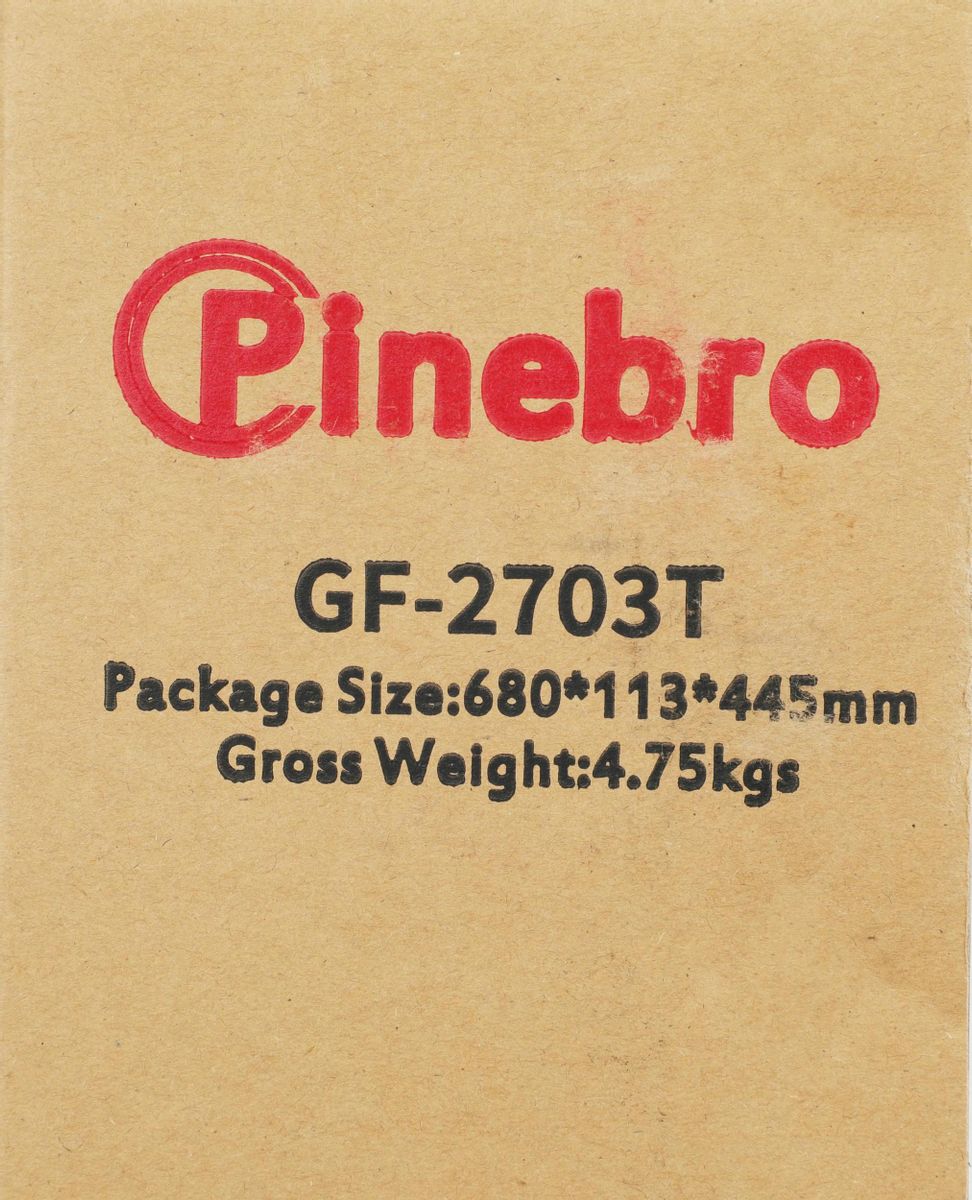 Pinebro
GF-2703T
Package Size:680*113*445mm
Gross Weight:4.75kgs